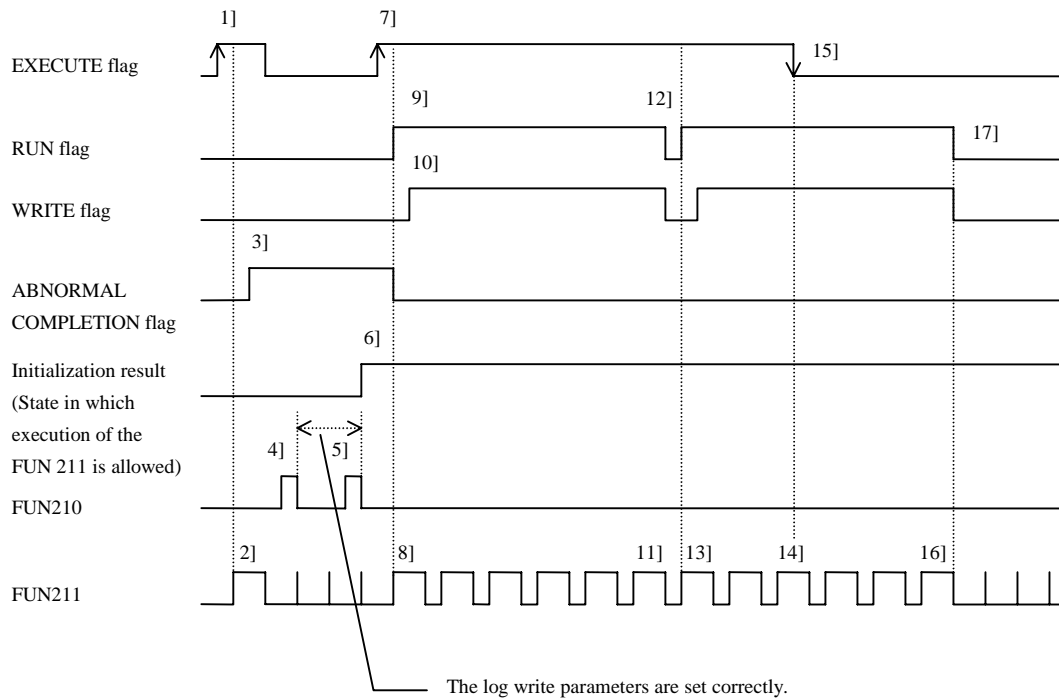 1]
7]
EXECUTE flag
15]
9]
12]
RUN flag
17]
10]
WRITE flag
3]
ABNORMAL
COMPLETION flag
6]
Initialization result
(State in which
execution of the
4]
5]
FUN 211 is allowed)
FUN210
2]
8]
11]
13]
14]
16]
FUN211
The log write parameters are set correctly.